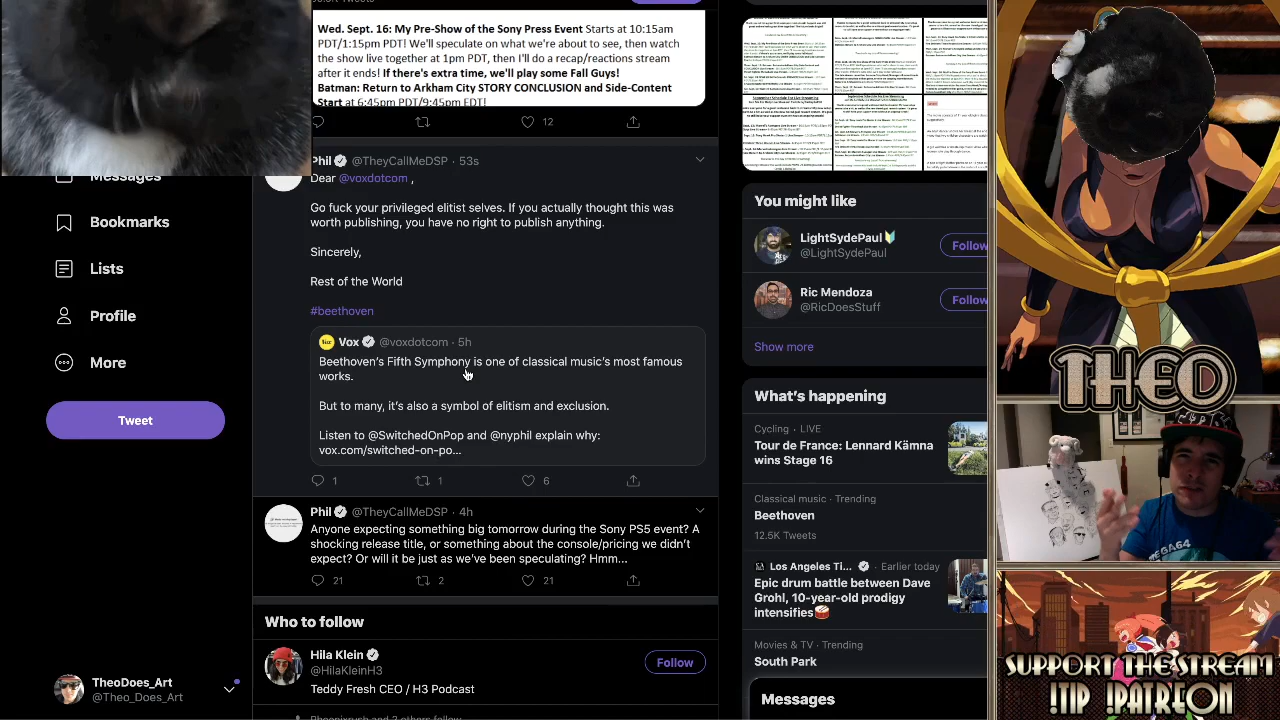 Wed. Sept. 16: My Pre-Show of the Sony Press Event Starts at 10:15am
PDT/1:15pm PDT! We'll speculate on what we're about to see, then watch
the showcase together at 1pm PDT, then I'll do a recap/reactions stream
after it ends! If there's extra time, we'll play some Fall Guys!
Batman: Return to Arkham City STORY CONCLUSION and Side-Content
12
Phil @TheyCallMeDSP · 53s
Dear @voxdotcom ,
Go fuck your privileged elitist selves. If you actually thought this was
worth publishing, you have no right to publish anything.
Sincerely,
Rest of the World
#beethoven
Vox @voxdotcom · 5h
Beethoven's Fifth Symphony is one of classical music's most famous
works.
But to many, it's also a symbol of elitism and exclusion.
Listen to @SwitchedOnPop and @nyphil explain why:
vox.com/switched-on-po...
1 1 6
Phil @TheyCallMeDSP · 4h
Anyone expecting something big tomorrow during the Sony PS5 event? A
shocking release title, or something about the console/pricing we didn't
expect? Or will it be just as we've been speculating? Hmm...
21 2 21
Who to follow
Hila Klein
@HilaKleinH3
Follow
Teddy Fresh CEO / H3 Podcast
Bookmarks
Lists
Profile
More
Tweet
TheoDoes_Art
@Theo_Does_Art
You might like
LightSydePaul
@LightSydePaul
Follow
Ric Mendoza
@RicDoesStuff
Follow
Show more
What's happening
Cycling · LIVE
Tour de France: Lennard Kämna
wins Stage 16
Classical music · Trending
Beethoven
12.5K Tweets
Los Angeles Ti... · Earlier today
Epic drum battle between Dave
Grohl, 10-year-old prodigy
intensifies
Movies & TV · Trending
South Park
Messages
THEO
MEGA64
SUPPORT THE STREAM
!TIP !PATREON